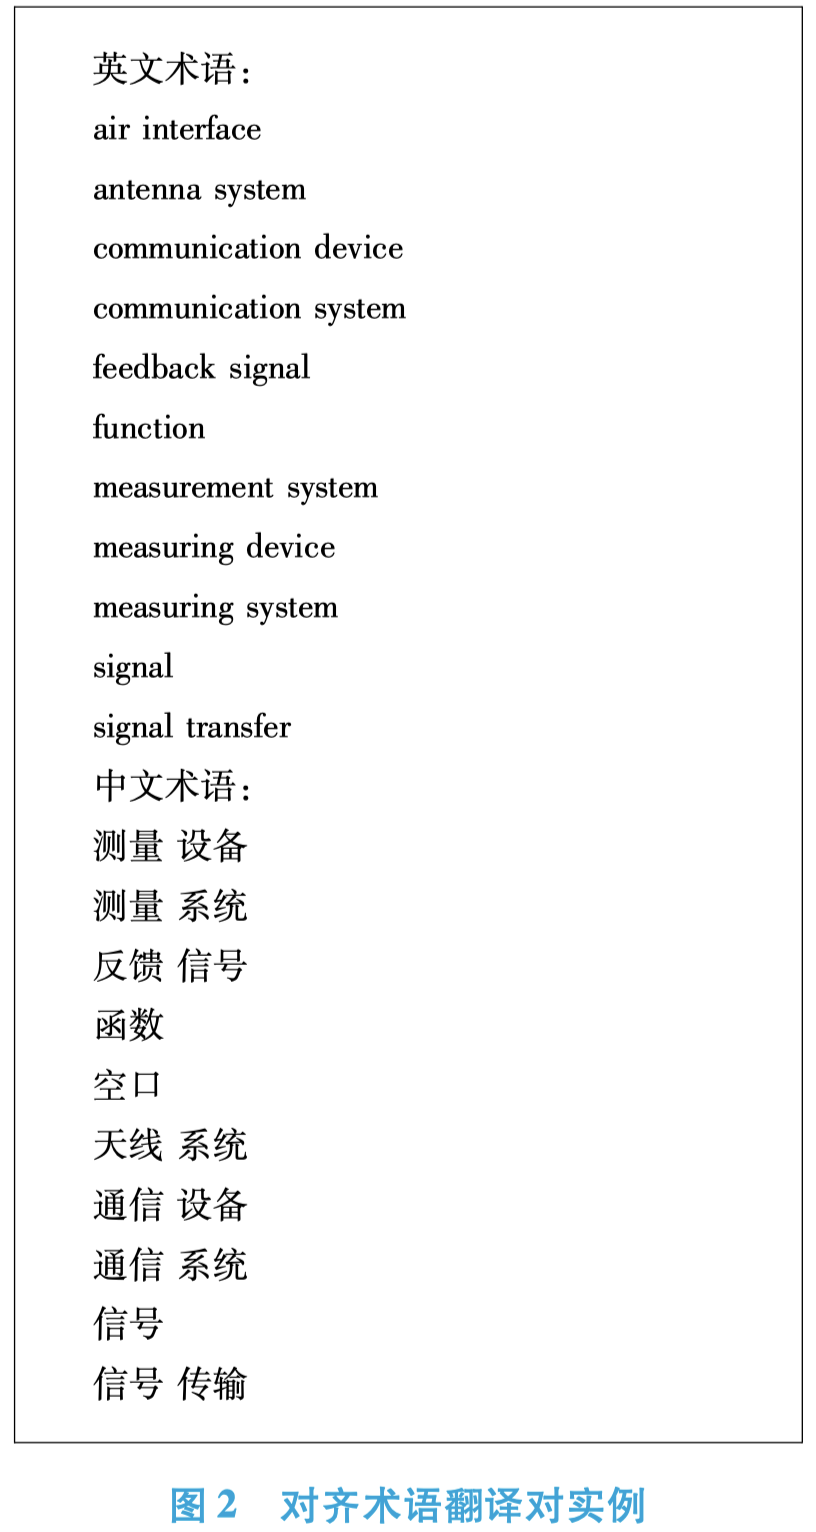 英文术语：
air interface
antenna system
communication device
communication system
feedback signal
function
measurement system
measuring device
measuring system
signal
signal transfer
中文术语：
测量 设备
测量 系统
反馈 信号
函数
空口
天线 系统
通信 设备
通信 系统
信号
信号 传输
图 2 对齐术语翻译对实例